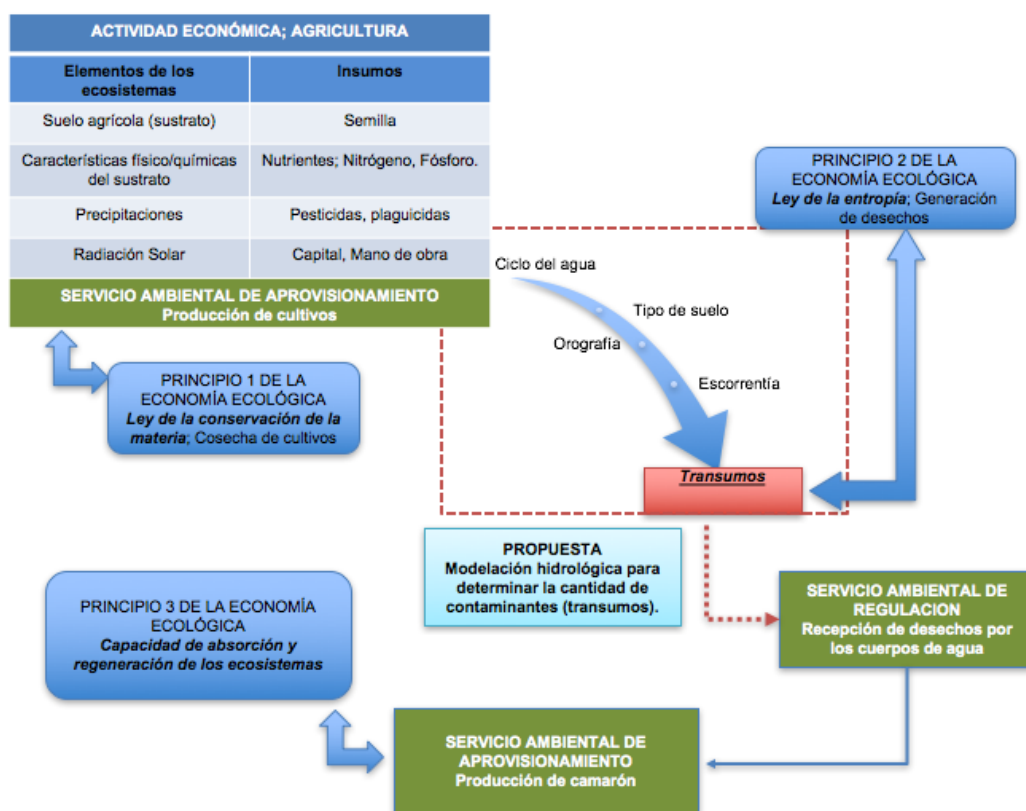 ACTIVIDAD ECONÓMICA; AGRICULTURA
Elementos de los
ecosistemas
Insumos
Suelo agrícola (sustrato)
Semilla
Características físico/químicas
del sustrato
Nutrientes; Nitrógeno, Fósforo.
Precipitaciones
Pesticidas, plaguicidas
Radiación Solar
Capital, Mano de obra
SERVICIO AMBIENTAL DE APROVISIONAMIENTO
Producción de cultivos
PRINCIPIO 2 DE LA
ECONOMÍA ECOLÓGICA
Ley de la entropía; Generación
de desechos
Ciclo del agua
Tipo de suelo
Orografía
Escorrentía
PRINCIPIO 1 DE LA
ECONOMÍA ECOLÓGICA
Ley de la conservación de la
materia; Cosecha de cultivos
Transumos
PROPUESTA
Modelación hidrológica para
determinar la cantidad de
contaminantes (transumos).
SERVICIO AMBIENTAL DE
REGULACION
Recepción de desechos por
los cuerpos de agua
PRINCIPIO 3 DE LA ECONOMÍA
ECOLÓGICA
Capacidad de absorción y
regeneración de los ecosistemas
SERVICIO AMBIENTAL DE
APROVISIONAMIENTO
Producción de camarón